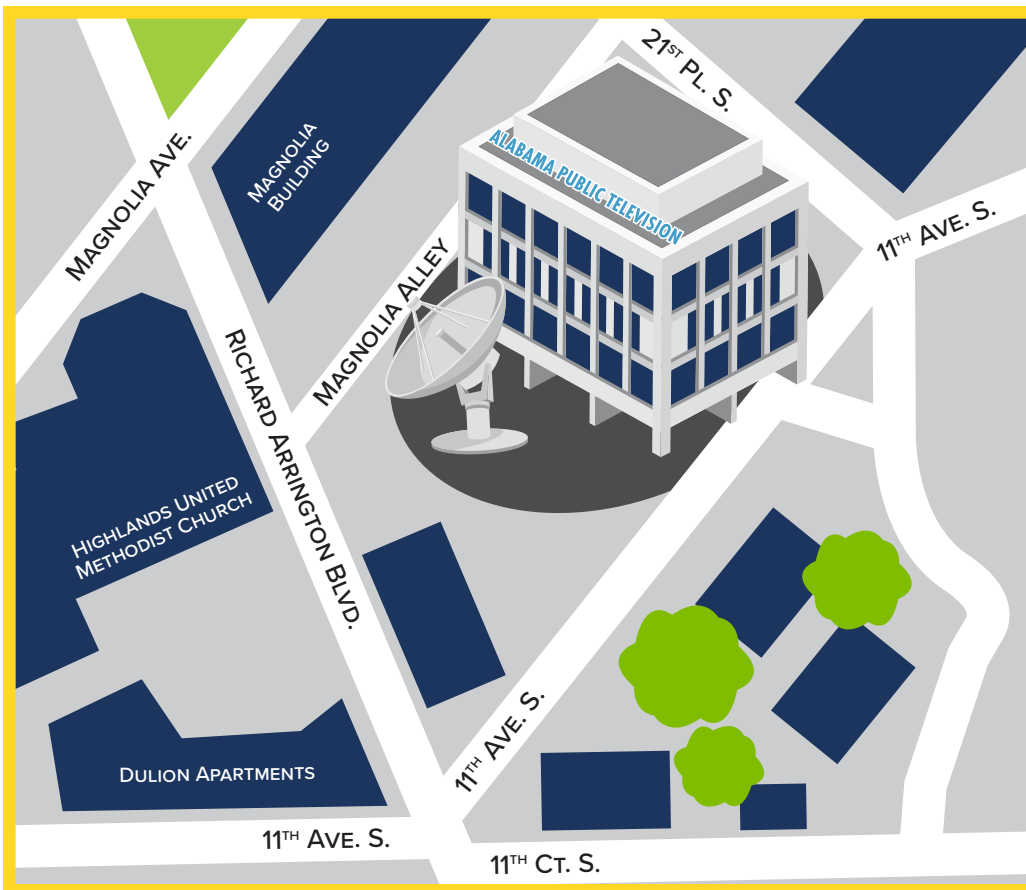 21ST PL. S.
ALABAMA PUBLIC TELEVISION
MAGNOLIA
BUILDING
MAGNOLIA AVE.
11TH AVE. S.
MAGNOLIA ALLEY
RICHARD ARRINGTON BLVD.
HIGHLANDS UNITED
METHODIST CHURCH
11TH AVE. S.
DULION APARTMENTS
11TH AVE. S.
11TH CT. S.